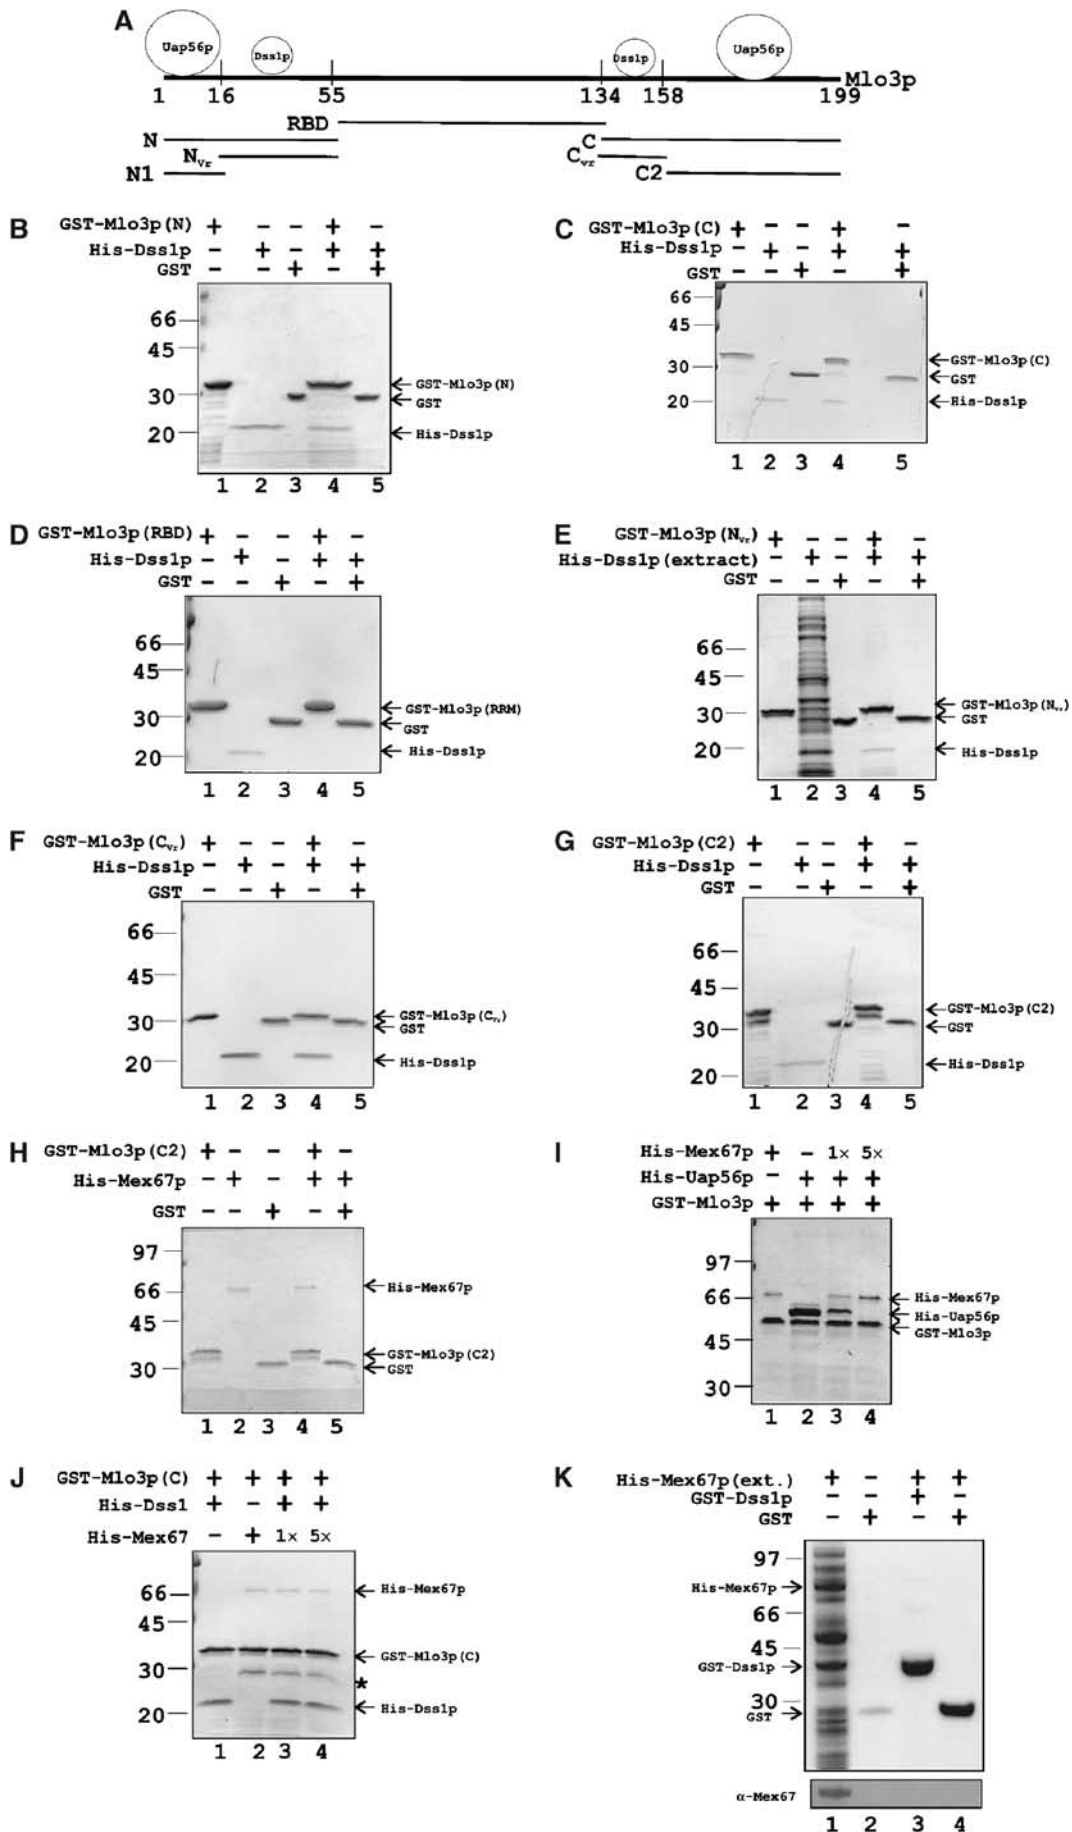 A
Uap56p Dss1p Dss1p Uap56p
Mlo3p
1 16 55 134 158 199
RBD
N C
Nvr Cvr
N1 C2
B
GST-Mlo3p(N) + - - + -
His-Dss1p - + - + +
GST - - + - +
66
45
30
20
GST-Mlo3p(N)
GST
His-Dss1p
1 2 3 4 5
C
GST-Mlo3p(C) + - - + -
His-Dss1p - + - + +
GST - - + - +
66
45
30
20
GST-Mlo3p(C)
GST
His-Dss1p
1 2 3 4 5
D
GST-Mlo3p(RBD) + - - + -
His-Dss1p - + - + +
GST - - + - +
66
45
30
20
GST-Mlo3p(RRM)
GST
His-Dss1p
1 2 3 4 5
E
GST-Mlo3p(Nvr) + - - + -
His-Dss1p(extract) - + - + +
GST - - + - +
66
45
30
20
GST-Mlo3p(Nvr)
GST
His-Dss1p
1 2 3 4 5
F
GST-Mlo3p(Cvr) + - - + -
His-Dss1p - + - + +
GST - - + - +
66
45
30
20
GST-Mlo3p(Cvr)
GST
His-Dss1p
1 2 3 4 5
G
GST-Mlo3p(C2) + - - + -
His-Dss1p - + - + +
GST - - + - +
66
45
30
20
GST-Mlo3p(C2)
GST
His-Dss1p
1 2 3 4 5
H
GST-Mlo3p(C2) + - - + -
His-Mex67p - + - + +
GST - - + - +
97
66
45
30
His-Mex67p
GST-Mlo3p(C2)
GST
1 2 3 4 5
I
His-Mex67p + - 1× 5×
His-Uap56p - + + +
GST-Mlo3p + + + +
97
66
45
30
His-Mex67p
His-Uap56p
GST-Mlo3p
1 2 3 4
J
GST-Mlo3p(C) + + + +
His-Dss1 + - + +
His-Mex67 - + 1× 5×
66
45
30
20
His-Mex67p
GST-Mlo3p(C)
*
His-Dss1p
1 2 3 4
K
His-Mex67p(ext.) + - + +
GST-Dss1p - - + -
GST - + - +
97
His-Mex67p
66
45
GST-Dss1p
30
GST
α-Mex67
1 2 3 4